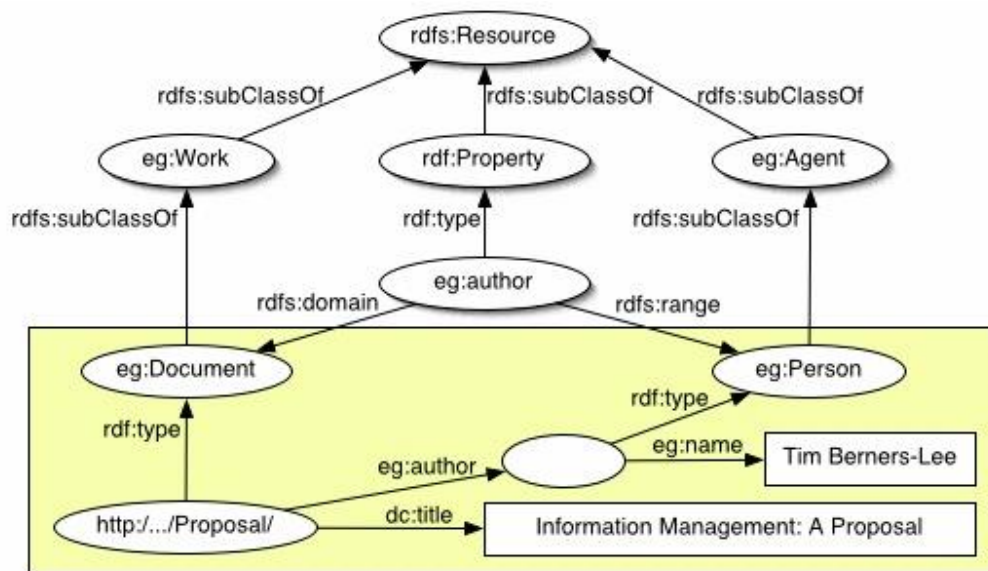 rdfs:Resource
rdfs:subClassOf
rdfs:subClassOf
rdfs:subClassOf
eg:Work
rdf:Property
eg:Agent
rdfs:subClassOf
rdf:type
rdfs:subClassOf
eg:author
rdfs:domain
rdfs:range
eg:Document
eg:Person
rdf:type
rdf:type
eg:author
eg:name
Tim Berners-Lee
http:/.../Proposal/
dc:title
Information Management: A Proposal